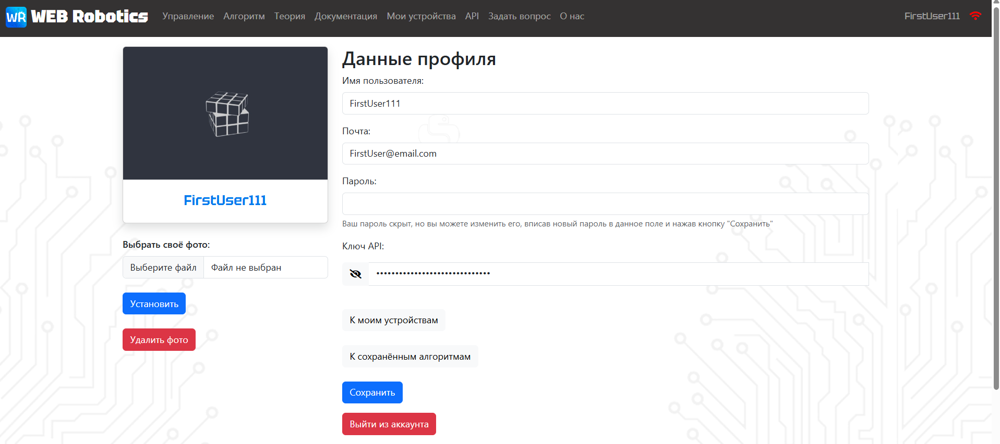 WR WEB Robotics Управление Алгоритм Теория Документация Мои устройства API Задать вопрос О нас FirstUser111
FirstUser111
Выбрать своё фото:
Выберите файл Файл не выбран
Установить
Удалить фото
Данные профиля
Имя пользователя:
FirstUser111
Почта:
FirstUser@email.com
Пароль:
Ваш пароль скрыт, но вы можете изменить его, вписав новый пароль в данное поле и нажав кнопку "Сохранить"
Ключ API:
••••••••••••••••••••••••••••••
К моим устройствам
К сохранённым алгоритмам
Сохранить
Выйти из аккаунта